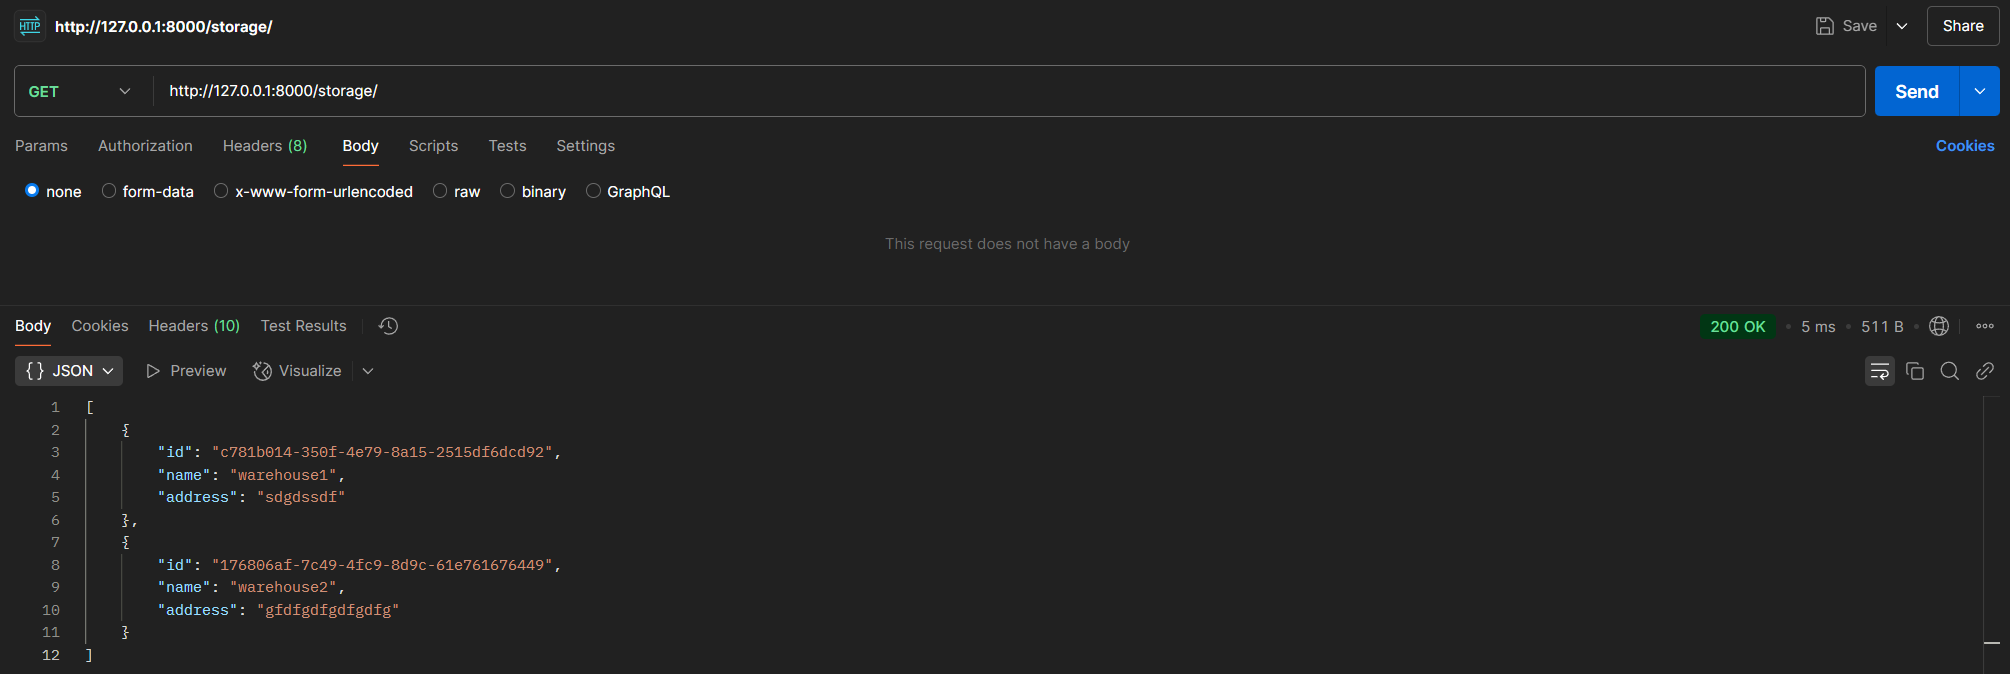 HTTP http://127.0.0.1:8000/storage/ Save Share
GET http://127.0.0.1:8000/storage/ Send
Params Authorization Headers (8) Body Scripts Tests Settings Cookies
none form-data x-www-form-urlencoded raw binary GraphQL
This request does not have a body
Body Cookies Headers (10) Test Results 200 OK • 5 ms • 511 B •
{} JSON Preview Visualize
1 [
2 {
3 "id": "c781b014-350f-4e79-8a15-2515df6dcd92",
4 "name": "warehouse1",
5 "address": "sdgdssdf"
6 },
7 {
8 "id": "176806af-7c49-4fc9-8d9c-61e761676449",
9 "name": "warehouse2",
10 "address": "gfdfgdfgdfgdfg"
11 }
12 ]